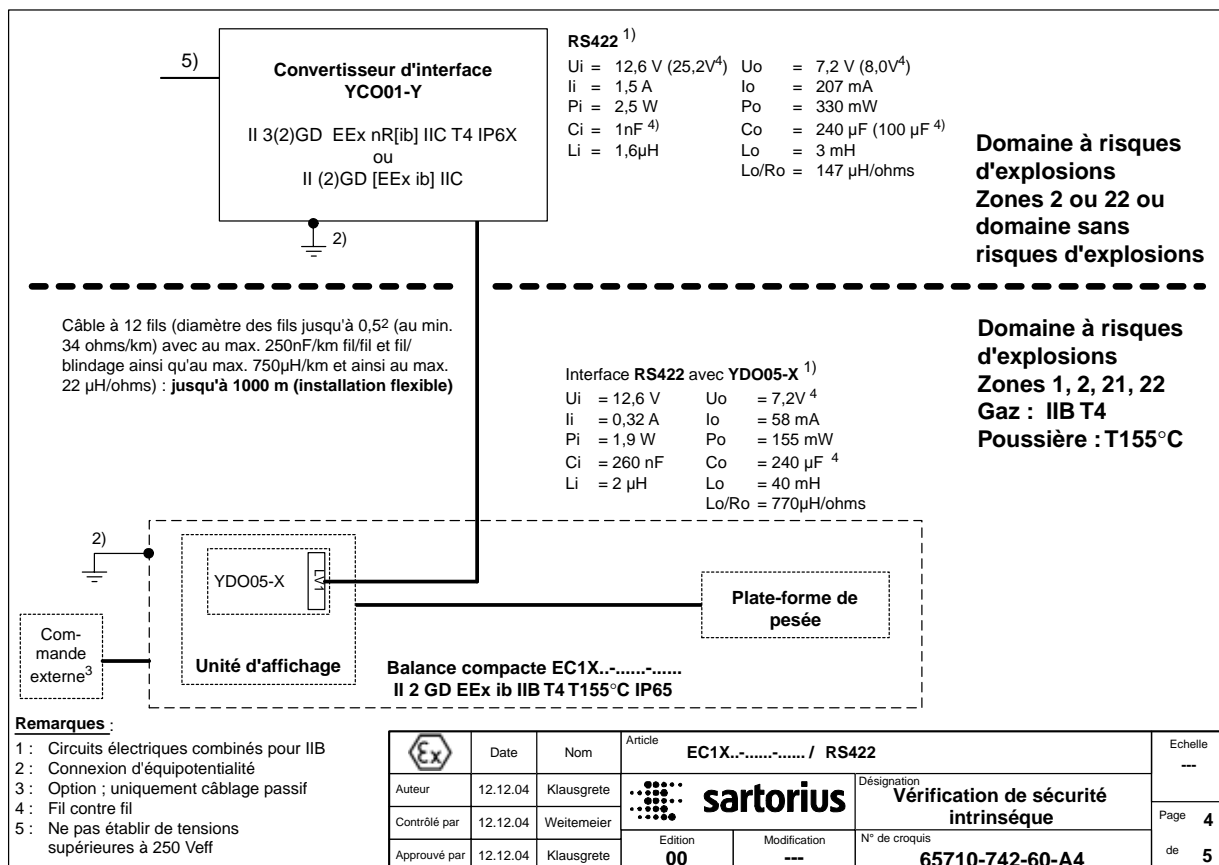 5)
Convertisseur d'interface
YCO01-Y
II 3(2)GD EEx nR[ib] IIC T4 IP6X
ou
II (2)GD [EEx ib] IIC
2)
RS422 1)
Ui = 12,6 V (25,2V4) Uo = 7,2 V (8,0V4)
Ii = 1,5 A Io = 207 mA
Pi = 2,5 W Po = 330 mW
Ci = 1nF 4) Co = 240 µF (100 µF 4)
Li = 1,6µH Lo = 3 mH
Lo/Ro = 147 µH/ohms
Domaine à risques
d'explosions
Zones 2 ou 22 ou
domaine sans
risques d'explosions
Câble à 12 fils (diamètre des fils jusqu'à 0,52 (au min.
34 ohms/km) avec au max. 250nF/km fil/fil et fil/
blindage ainsi qu'au max. 750µH/km et ainsi au max.
22 µH/ohms) : jusqu'à 1000 m (installation flexible)
Domaine à risques
d'explosions
Zones 1, 2, 21, 22
Gaz : IIB T4
Poussière : T155°C
Interface RS422 avec YDO05-X 1)
Ui = 12,6 V Uo = 7,2V 4
Ii = 0,32 A Io = 58 mA
Pi = 1,9 W Po = 155 mW
Ci = 260 nF Co = 240 µF 4
Li = 2 µH Lo = 40 mH
Lo/Ro = 770µH/ohms
2)
YDO05-X
LV1
Unité d'affichage
Plate-forme de
pesée
Com-
mande
externe3
Balance compacte EC1X..-......-......
II 2 GD EEx ib IIB T4 T155°C IP65
Remarques :
1 : Circuits électriques combinés pour IIB
2 : Connexion d'équipotentialité
3 : Option ; uniquement câblage passif
4 : Fil contre fil
5 : Ne pas établir de tensions
supérieures à 250 Veff
Ex Date Nom
Auteur 12.12.04 Klausgrete
Contrôlé par 12.12.04 Weitemeier
Approuvé par 12.12.04 Klausgrete
Article
EC1X..-......-...... / RS422
sartorius
Désignation
Vérification de sécurité
intrinséque
Edition
00
Modification
---
N° de croquis
65710-742-60-A4
Echelle
---
Page 4
de 5